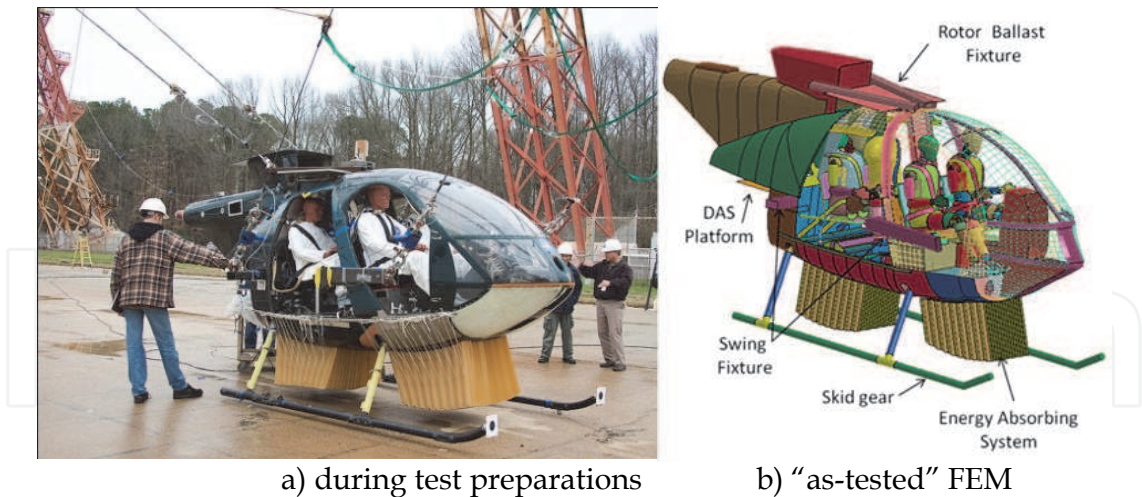 Rotor Ballast
Fixture
DAS
Platform
Swing
Fixture
Skid gear
Energy Absorbing
System
a) during test preparations
b) "as-tested" FEM